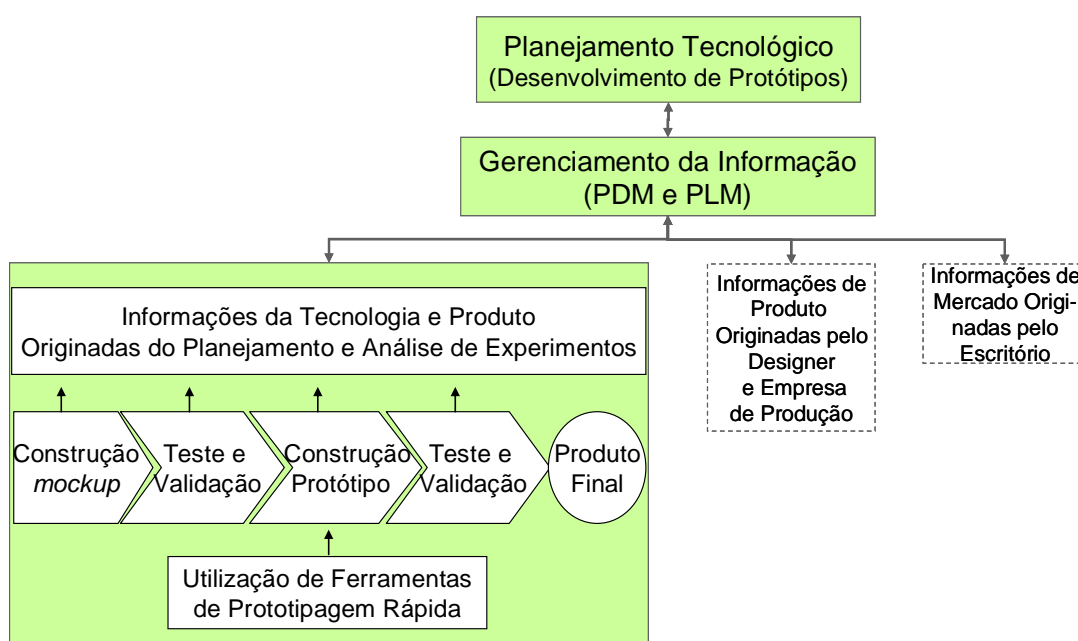 Planejamento Tecnológico
(Desenvolvimento de Protótipos)
Gerenciamento da Informação
(PDM e PLM)
Informações da Tecnologia e Produto
Originadas do Planejamento e Análise de Experimentos
Informações de
Produto
Originadas pelo
Designer
e Empresa
de Produção
Informações de
Mercado Origi-
nadas pelo
Escritório
Construção
mockup
Teste e
Validação
Construção
Protótipo
Teste e
Validação
Produto
Final
Utilização de Ferramentas
de Prototipagem Rápida